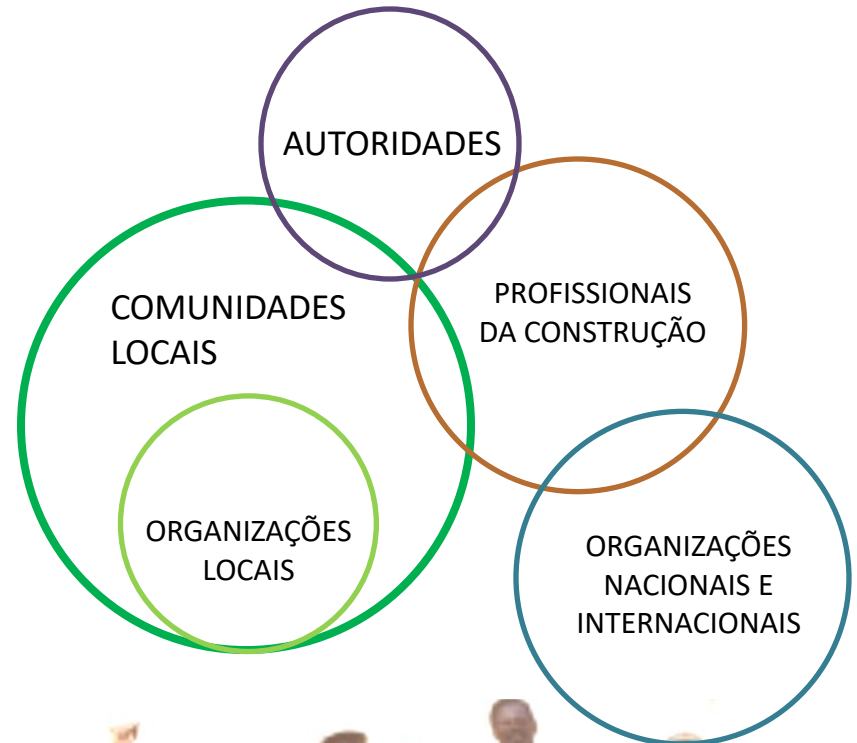 AUTORIDADES
COMUNIDADES
LOCAIS
PROFISSIONAIS
DA CONSTRUÇÃO
ORGANIZAÇÕES
LOCAIS
ORGANIZAÇÕES
NACIONAIS E
INTERNACIONAIS